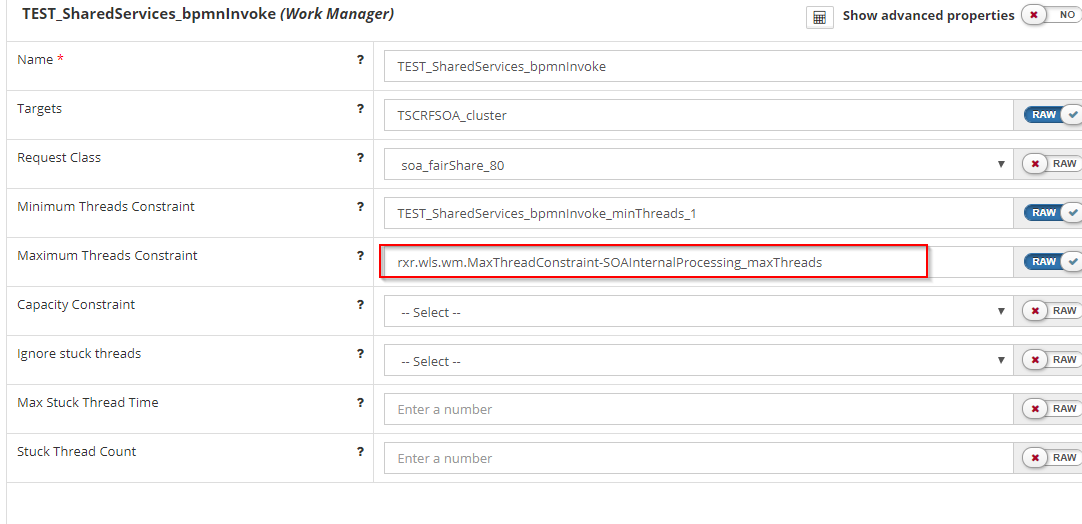 TEST_SharedServices_bpmnInvoke (Work Manager)
Show advanced properties NO
Name * ? TEST_SharedServices_bpmnInvoke
Targets ? TSCRFSOA_cluster RAW
Request Class ? soa_fairShare_80 RAW
Minimum Threads Constraint ? TEST_SharedServices_bpmnInvoke_minThreads_1 RAW
Maximum Threads Constraint ? rxr.wls.wm.MaxThreadConstraint-SOAInternalProcessing_maxThreads RAW
Capacity Constraint ? -- Select -- RAW
Ignore stuck threads ? -- Select -- RAW
Max Stuck Thread Time ? Enter a number RAW
Stuck Thread Count ? Enter a number RAW